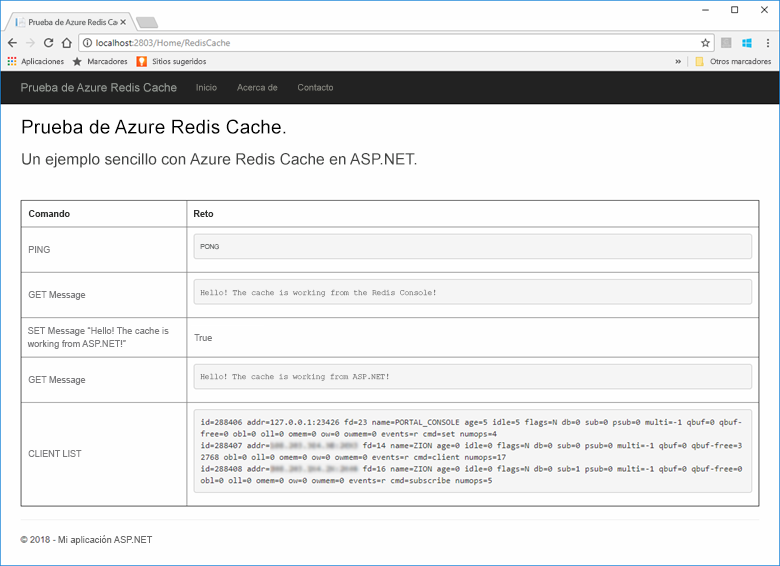 Prueba de Azure Redis Ca
localhost:2803/Home/RedisCache
Aplicaciones Marcadores Sitios sugeridos » Otros marcadores
Prueba de Azure Redis Cache Inicio Acerca de Contacto
Prueba de Azure Redis Cache.
Un ejemplo sencillo con Azure Redis Cache en ASP.NET.
Comando Reto
PING PONG
GET Message Hello! The cache is working from the Redis Console!
SET Message "Hello! The cache is
working from ASP.NET!" True
GET Message Hello! The cache is working from ASP.NET!
CLIENT LIST
id=288406 addr=127.0.0.1:23426 fd=23 name=PORTAL_CONSOLE age=5 idle=5 flags=N db=0 sub=0 psub=0 multi=-1 qbuf=0 qbuf-
free=0 obl=0 oll=0 omem=0 ow=0 owmem=0 events=r cmd=set numops=4
id=288407 addr= fd=14 name=ZION age=0 idle=0 flags=N db=0 sub=0 psub=0 multi=-1 qbuf=0 qbuf-free=3
2768 obl=0 oll=0 omem=0 ow=0 owmem=0 events=r cmd=client numops=17
id=288408 addr= fd=16 name=ZION age=0 idle=0 flags=N db=0 sub=1 psub=0 multi=-1 qbuf=0 qbuf-free=0
obl=0 oll=0 omem=0 ow=0 owmem=0 events=r cmd=subscribe numops=5
© 2018 - Mi aplicación ASP.NET